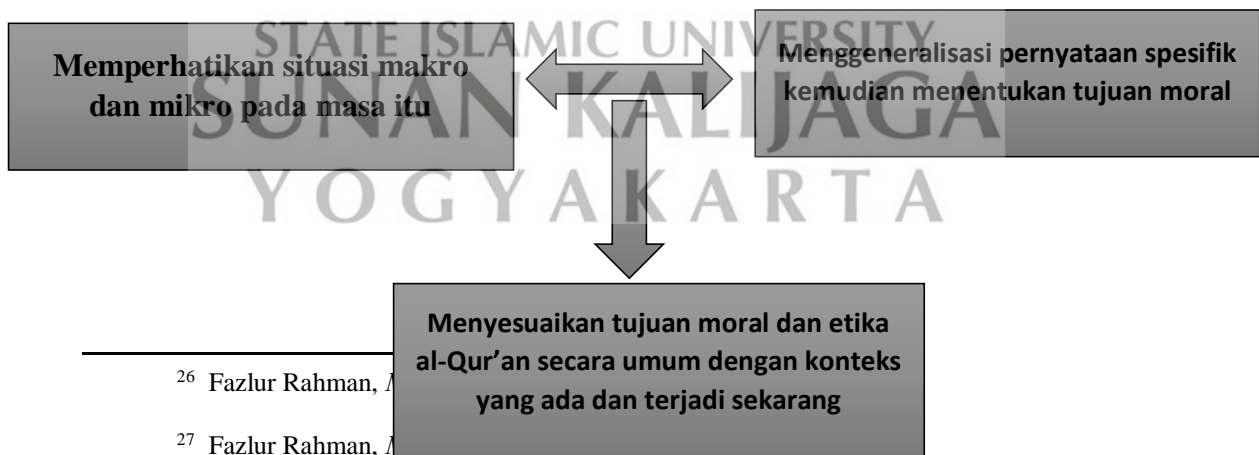 STATE ISLAMIC UNIVERSITY
SUNAN KALIJAGA
YOGYAKARTA
Memperhatikan situasi makro
dan mikro pada masa itu
Menggeneralisasi pernyataan spesifik
kemudian menentukan tujuan moral
Menyesuaikan tujuan moral dan etika
al-Qur’an secara umum dengan konteks
yang ada dan terjadi sekarang
26 Fazlur Rahman,
27 Fazlur Rahman,